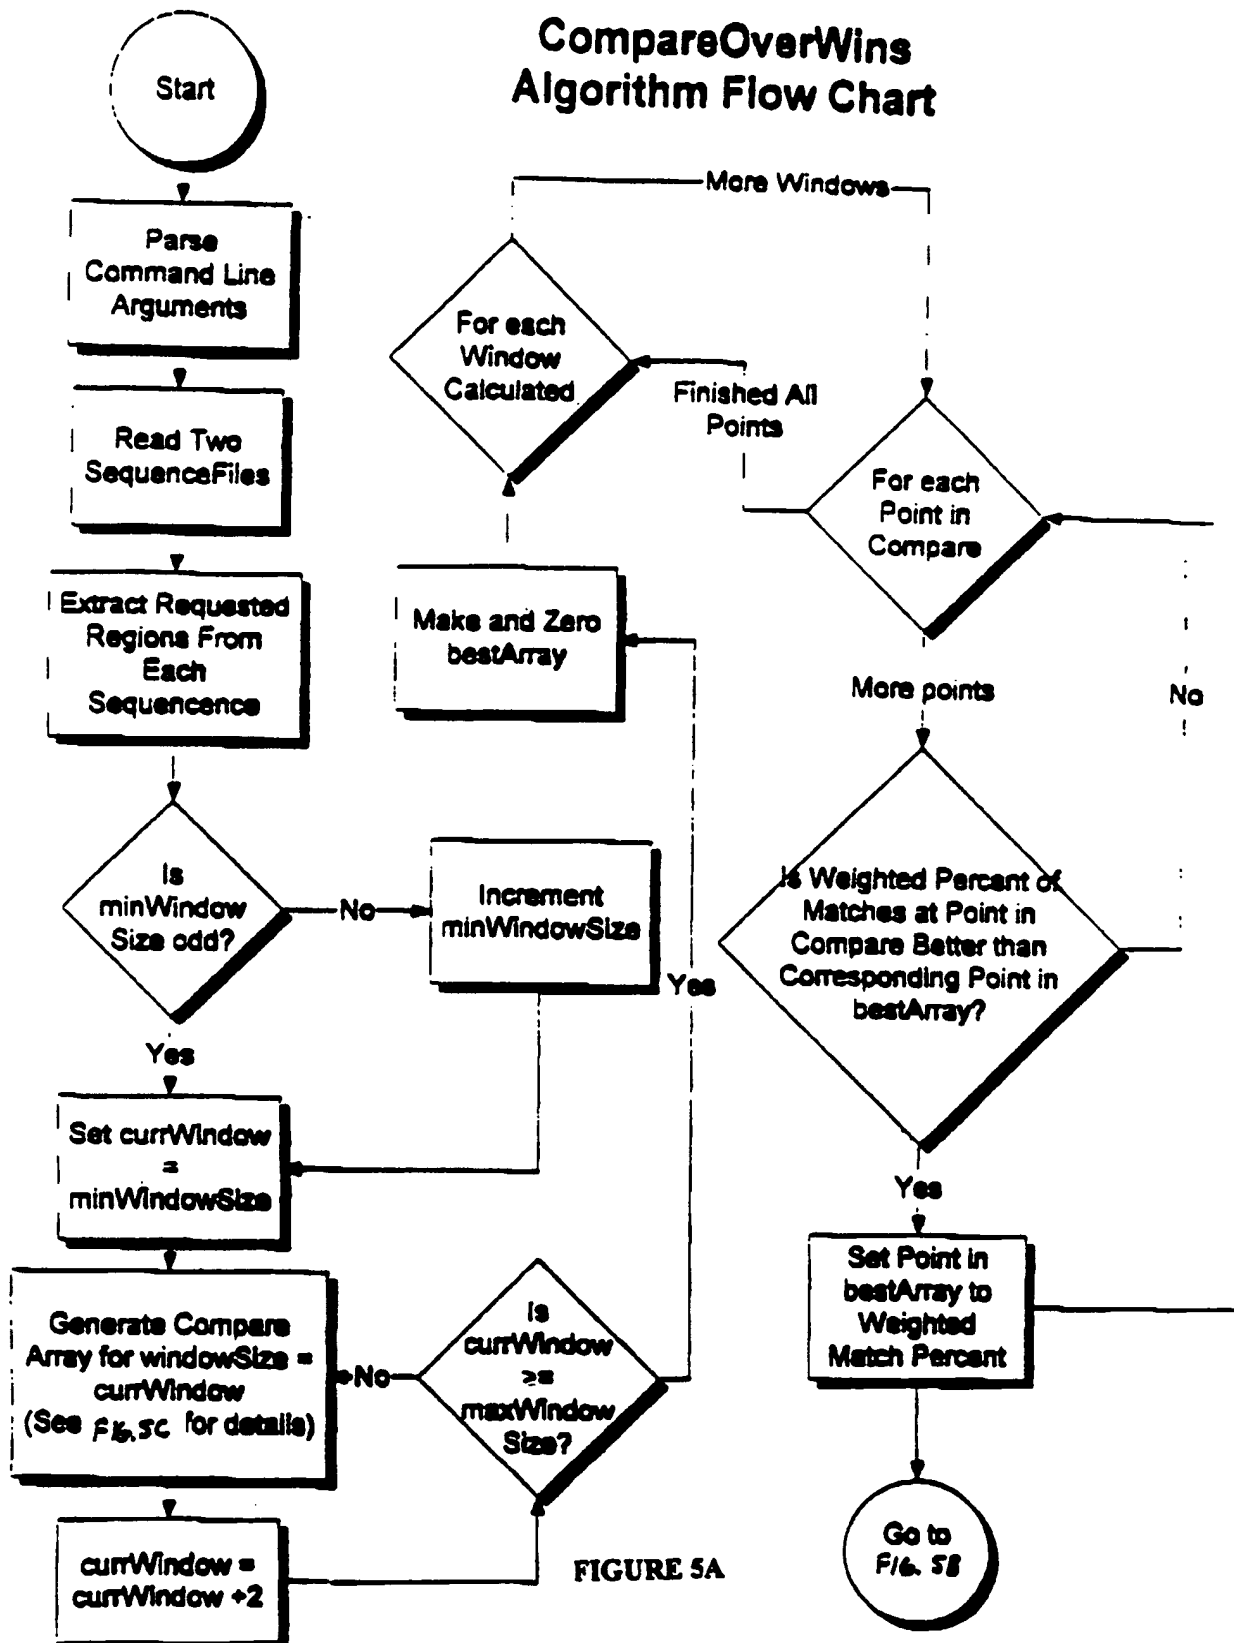 CompareOverWins
Algorithm Flow Chart
Start
Parse
Command Line
Arguments
Read Two
SequenceFiles
Extract Requested
Regions From
Each
Sequencence
Is
minWindow
Size odd?
No
Increment
minWindowSize
Yes
Set currWindow
=
minWindowSize
Generate Compare
Array for windowSize =
currWindow
(See FIG. 5C for details)
currWindow =
currWindow +2
Is
currWindow
>=
maxWindow
Size?
No
Yes
Make and Zero
bestArray
For each
Window
Calculated
More Windows
Finished All
Points
For each
Point in
Compare
More points
No
Is Weighted Percent of
Matches at Point in
Compare Better than
Corresponding Point in
bestArray?
Yes
Set Point in
bestArray to
Weighted
Match Percent
Go to
FIG. 5B
FIGURE 5A